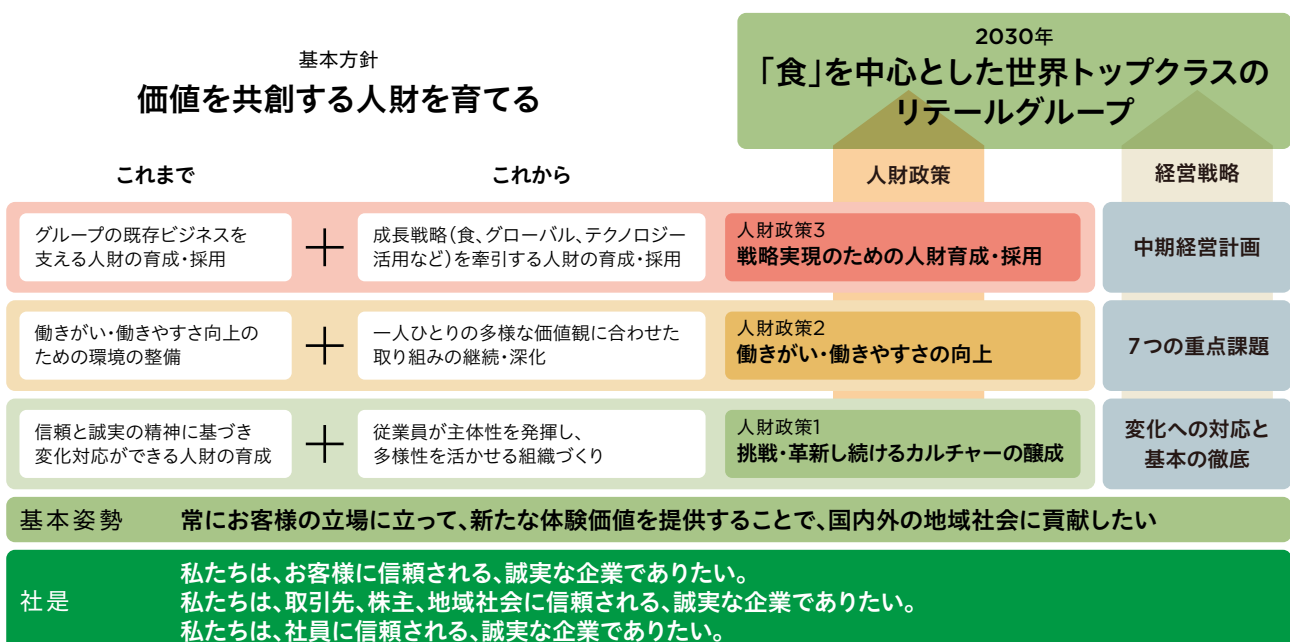 基本方針
価値を共創する人財を育てる
2030年
「食」を中心とした世界トップクラスの
リテールグループ
これまで
これから
人財政策
経営戦略
グループの既存ビジネスを
支える人財の育成・採用
＋
成長戦略(食、グローバル、テクノロジー
活用など)を牽引する人財の育成・採用
人財政策3
戦略実現のための人財育成・採用
中期経営計画
働きがい・働きやすさ向上の
ための環境の整備
＋
一人ひとりの多様な価値観に合わせた
取り組みの継続・深化
人財政策2
働きがい・働きやすさの向上
7つの重点課題
信頼と誠実の精神に基づき
変化対応ができる人財の育成
＋
従業員が主体性を発揮し、
多様性を活かせる組織づくり
人財政策1
挑戦・革新し続けるカルチャーの醸成
変化への対応と
基本の徹底
基本姿勢
常にお客様の立場に立って、新たな体験価値を提供することで、国内外の地域社会に貢献したい
社是
私たちは、お客様に信頼される、誠実な企業でありたい。
私たちは、取引先、株主、地域社会に信頼される、誠実な企業でありたい。
私たちは、社員に信頼される、誠実な企業でありたい。